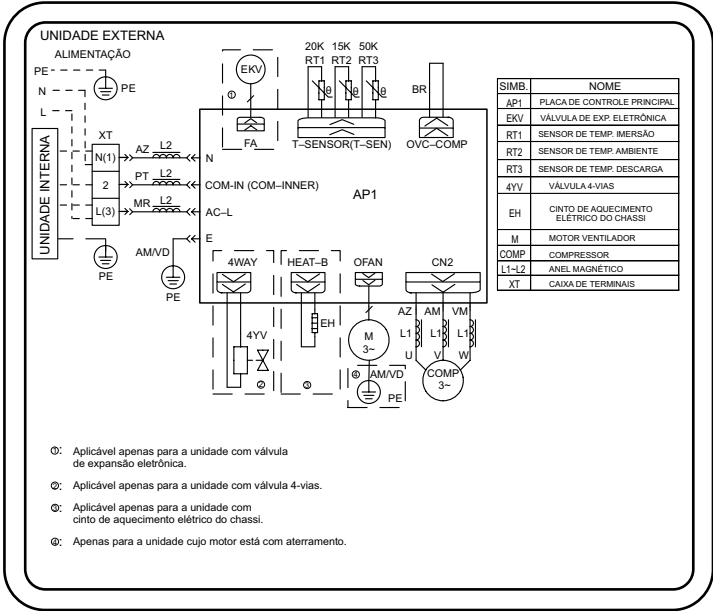 UNIDADE EXTERNA
ALIMENTAÇÃO
PE
N
L
PE
UNIDADE INTERNA
XT
N(1)
2
L(3)
AZ
L2
PT
L2
MR
L2
N
COM-IN (COM–INNER)
AC–L
E
AM/VD
PE
PE
EKV
①
FA
20K 15K 50K
RT1 RT2 RT3
θ θ θ
T–SENSOR(T–SEN)
BR
OVC–COMP
AP1
4WAY
4YV
②
HEAT–B
EH
③
OFAN
M
3~
④
AM/VD
PE
CN2
AZ AM VM
L1 L1 L1
U V W
COMP
3~
SIMB. NOME
AP1 PLACA DE CONTROLE PRINCIPAL
EKV VÁLVULA DE EXP. ELETRÔNICA
RT1 SENSOR DE TEMP. IMERSÃO
RT2 SENSOR DE TEMP. AMBIENTE
RT3 SENSOR DE TEMP. DESCARGA
4YV VÁLVULA 4-VIAS
EH CINTO DE AQUECIMENTO
ELÉTRICO DO CHASSI
M MOTOR VENTILADOR
COMP COMPRESSOR
L1~L2 ANEL MAGNÉTICO
XT CAIXA DE TERMINAIS
①: Aplicável apenas para a unidade com válvula
de expansão eletrônica.
②: Aplicável apenas para unidade com válvula 4-vias.
③: Aplicável apenas para a unidade com
cinto de aquecimento elétrico do chassi.
④: Apenas para a unidade cujo motor está com aterramento.